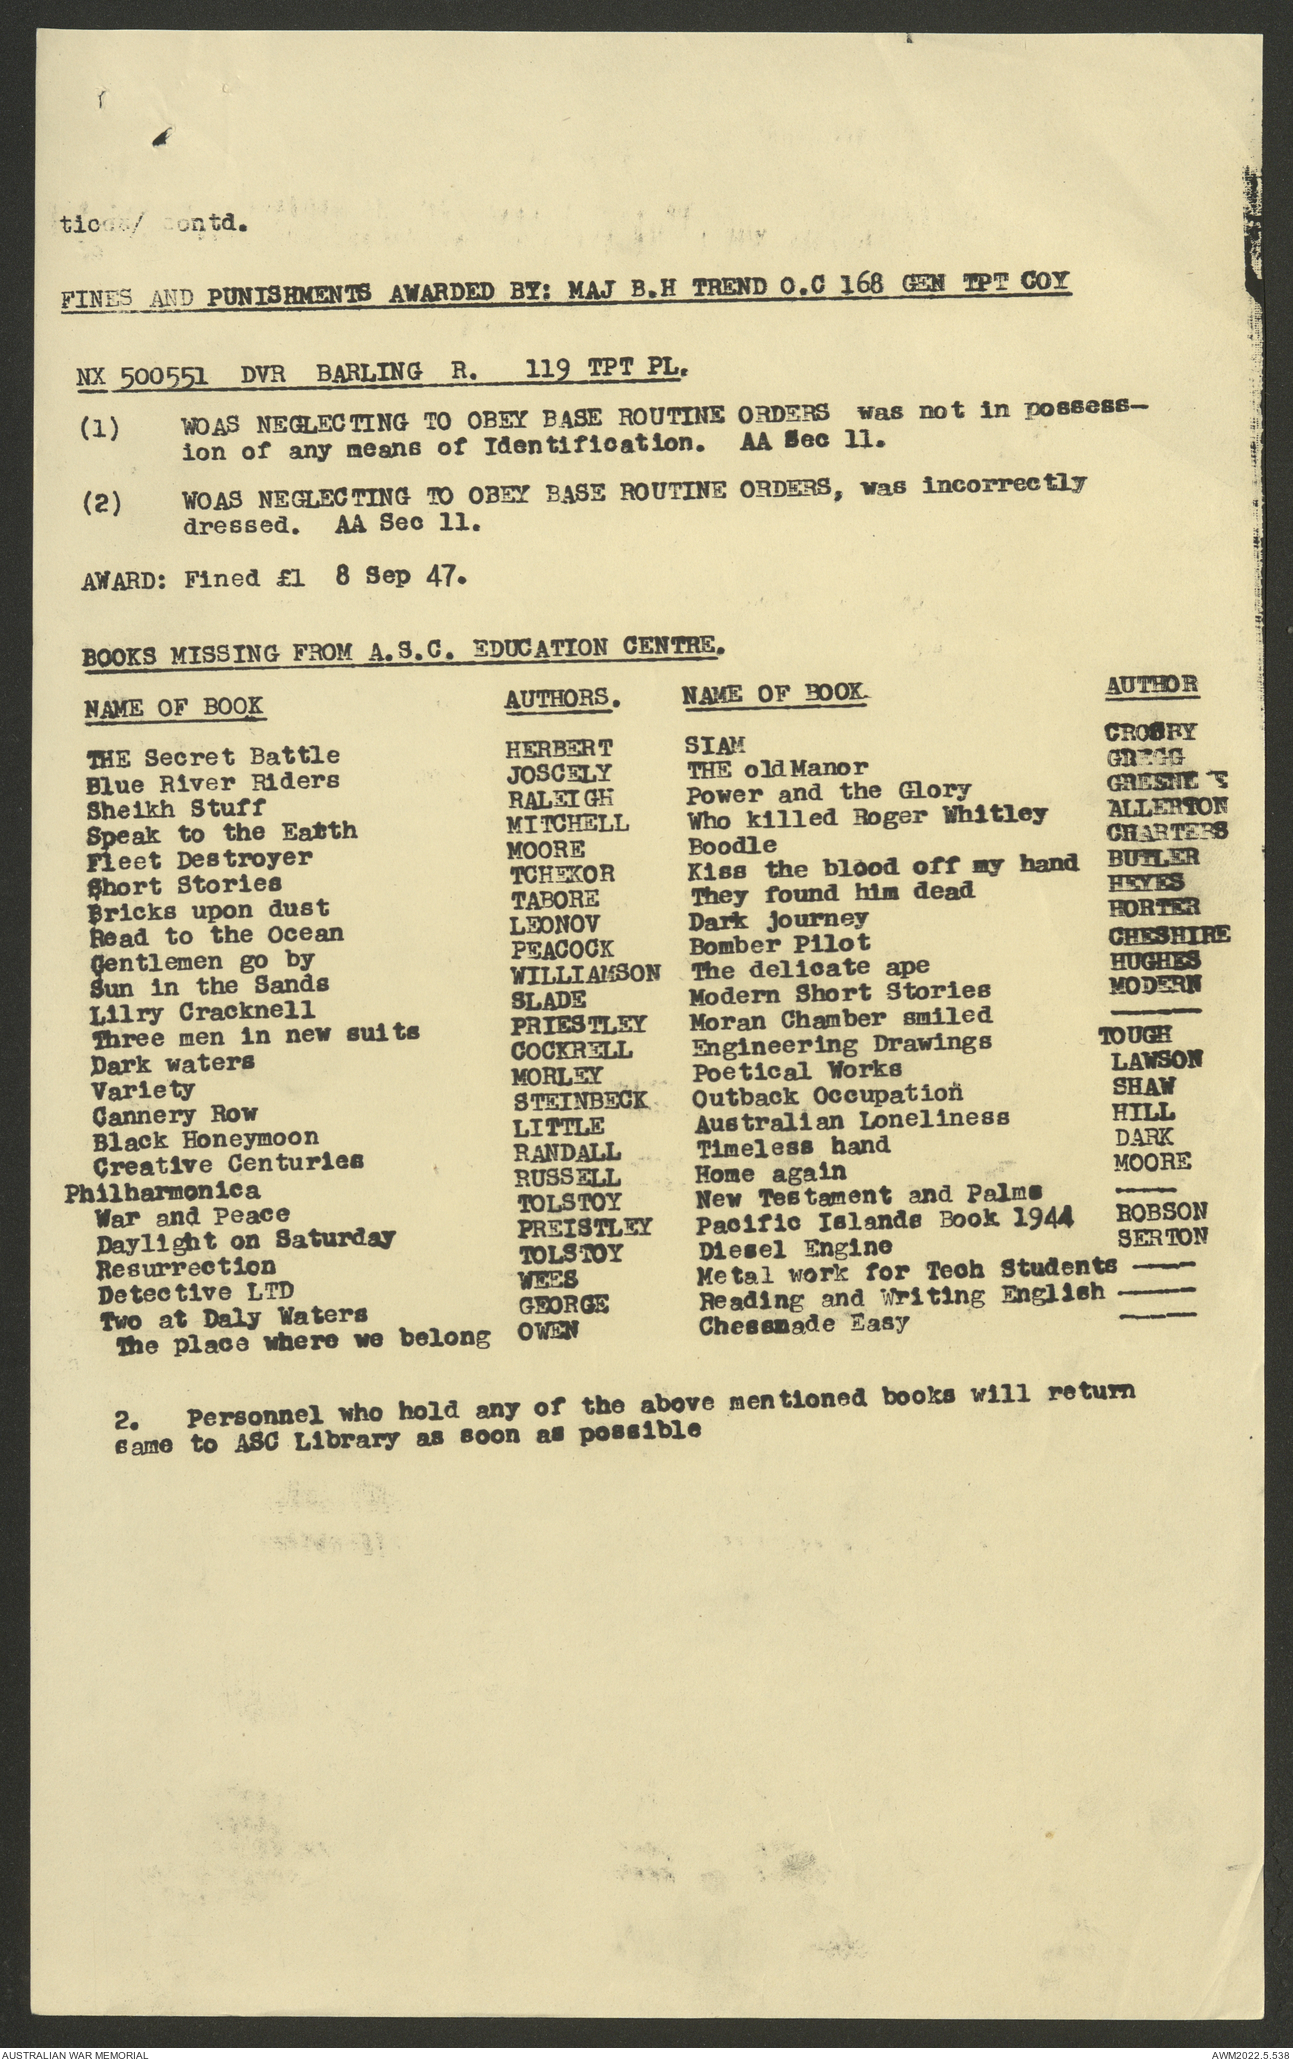 contd.
FINES AND PUNISHMENTS AWARDED BY: MAJ B.H TREND O.C 168 GEN TPT COY
NX 500551 DVR BARLING R. 119 TPT PL.
(1) WOAS NEGLECTING TO OBEY BASE ROUTINE ORDERS was not in possess-
ion of any means of Identification. AA Sec 11.
(2) WOAS NEGLECTING TO OBEY BASE ROUTINE ORDERS, was incorrectly
dressed. AA Sec 11.
AWARD: Fined £1 8 Sep 47.
BOOKS MISSING FROM A.S.C. EDUCATION CENTRE.
NAME OF BOOK AUTHORS. NAME OF BOOK AUTHOR
THE Secret Battle HERBERT SIAM CROSBY
Blue River Riders JOSCELY THE oldManor GREGG
Sheikh Stuff RALEIGH Power and the Glory
Speak to the Eatth MITCHELL Who killed Roger Whitley ALLERTON
Fleet Destroyer MOORE Boodle CHARTERS
Short Stories TCHEKOR Kiss the blood off my hand BUTLER
Bricks upon dust TABORE They found him dead HEYES
Read to the Ocean LEONOV Dark journey HORTER
Gentlemen go by PEACOCK Bomber Pilot CHESHIRE
Sun in the Sands WILLIAMSON The delicate ape HUGHES
Lilry Cracknell SLADE Modern Short Stories MODERN
Three men in new suits PRIESTLEY Moran Chamber smiled ———
Dark waters COCKRELL Engineering Drawings TOUGH
Variety MORLEY Poetical Works LAWSON
Cannery Row STEINBECK Outback Occupation SHAW
Black Honeymoon LITTLE Australian Loneliness HILL
Creative Centuries RANDALL Timeless hand DARK
Philharmonica RUSSELL Home again MOORE
War and Peace TOLSTOY New Testament and Palms ———
Daylight on Saturday PREISTLEY Pacific Islands Book 1944 ROBSON
Resurrection TOLSTOY Diesel Engine SERTON
Detective LTD WEES Metal work for Tech Students ———
Two at Daly Waters GEORGE Reading and Writing English ———
The place where we belong OWEN Chessmade Easy ———
2. Personnel who hold any of the above mentioned books will return
same to ASC Library as soon as possible
AUSTRALIAN WAR MEMORIAL AWM2022.5.538